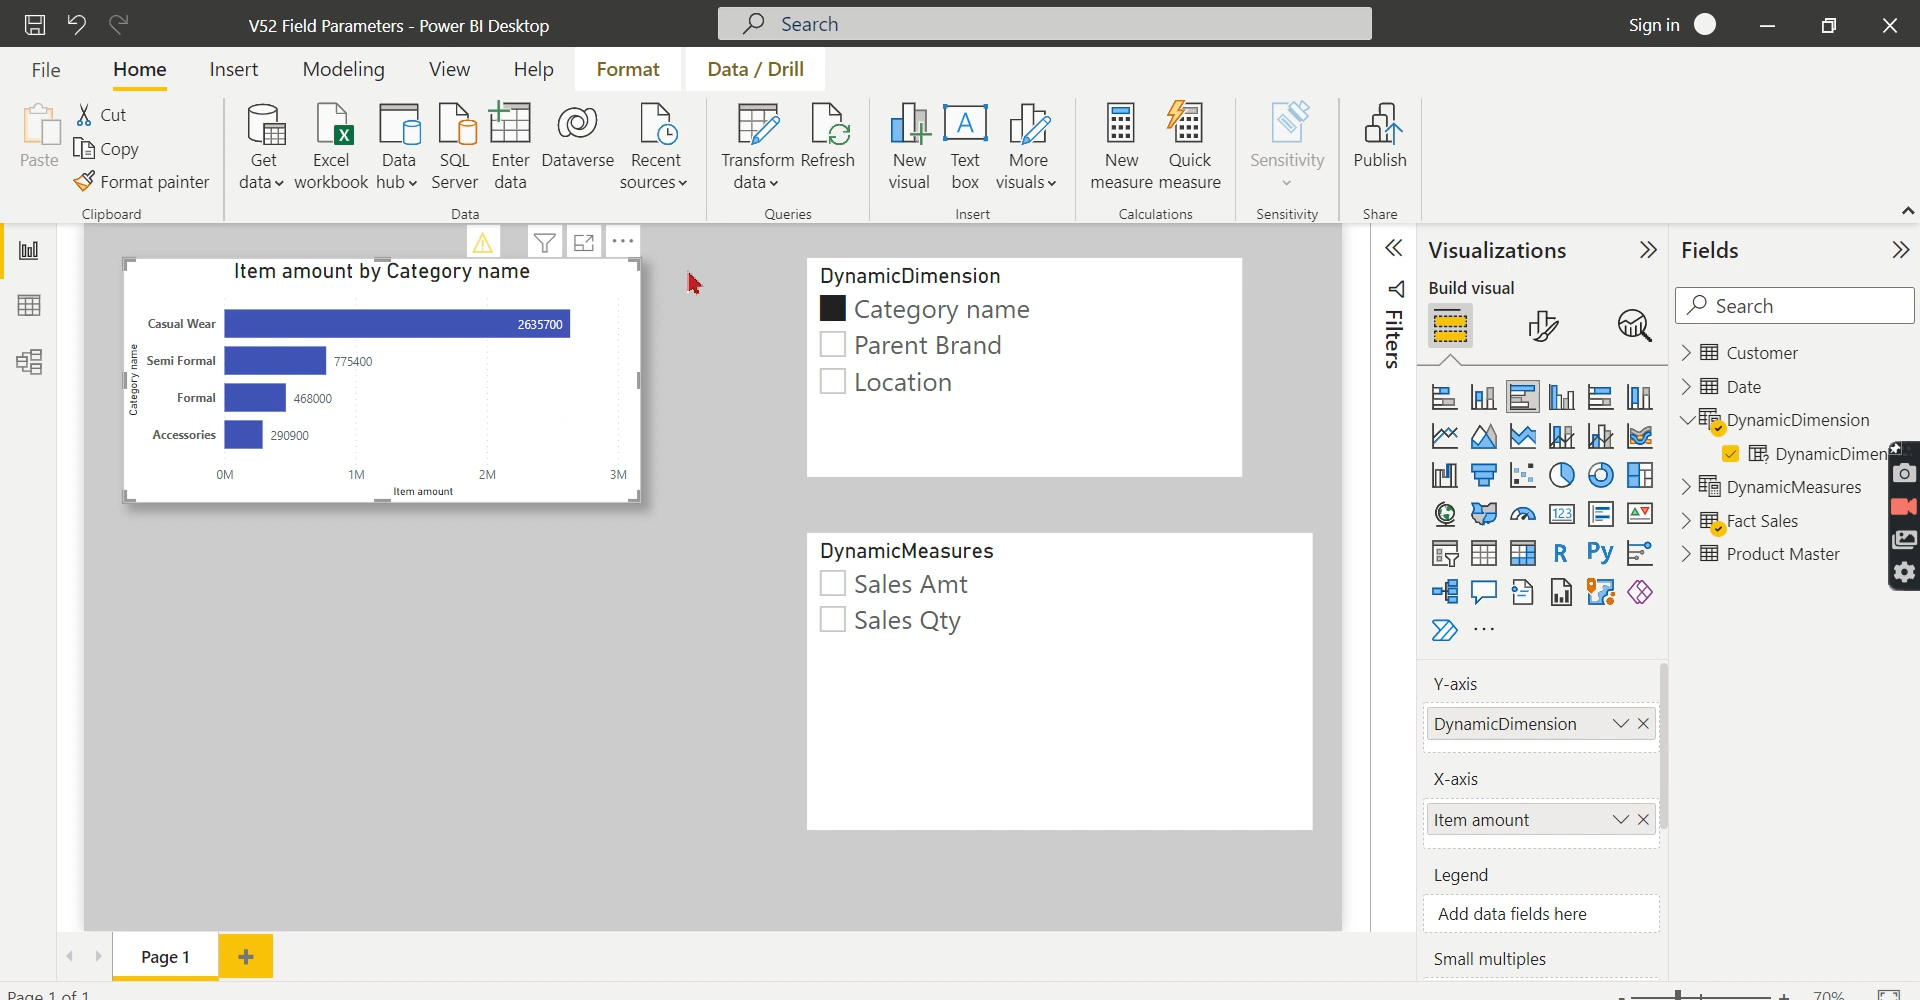 V52 Field Parameters - Power BI Desktop
Search
Sign in
File
Home
Insert
Modeling
View
Help
Format
Data / Drill
Paste
Cut
Copy
Format painter
Clipboard
Get data
Excel workbook
Data hub
SQL Server
Enter data
Dataverse
Recent sources
Data
Transform data
Refresh
Queries
New visual
Text box
More visuals
Insert
New measure
Quick measure
Calculations
Sensitivity
Sensitivity
Publish
Share
Item amount by Category name
Category name
Casual Wear
2635700
Semi Formal
775400
Formal
468000
Accessories
290900
0M
1M
2M
3M
Item amount
DynamicDimension
Category name
Parent Brand
Location
DynamicMeasures
Sales Amt
Sales Qty
Filters
Visualizations
Build visual
123
R
Py
Y-axis
DynamicDimension
X-axis
Item amount
Legend
Add data fields here
Small multiples
Fields
Search
Customer
Date
DynamicDimension
DynamicDimen
DynamicMeasures
Fact Sales
Product Master
Page 1
Page 1 of 1
70%